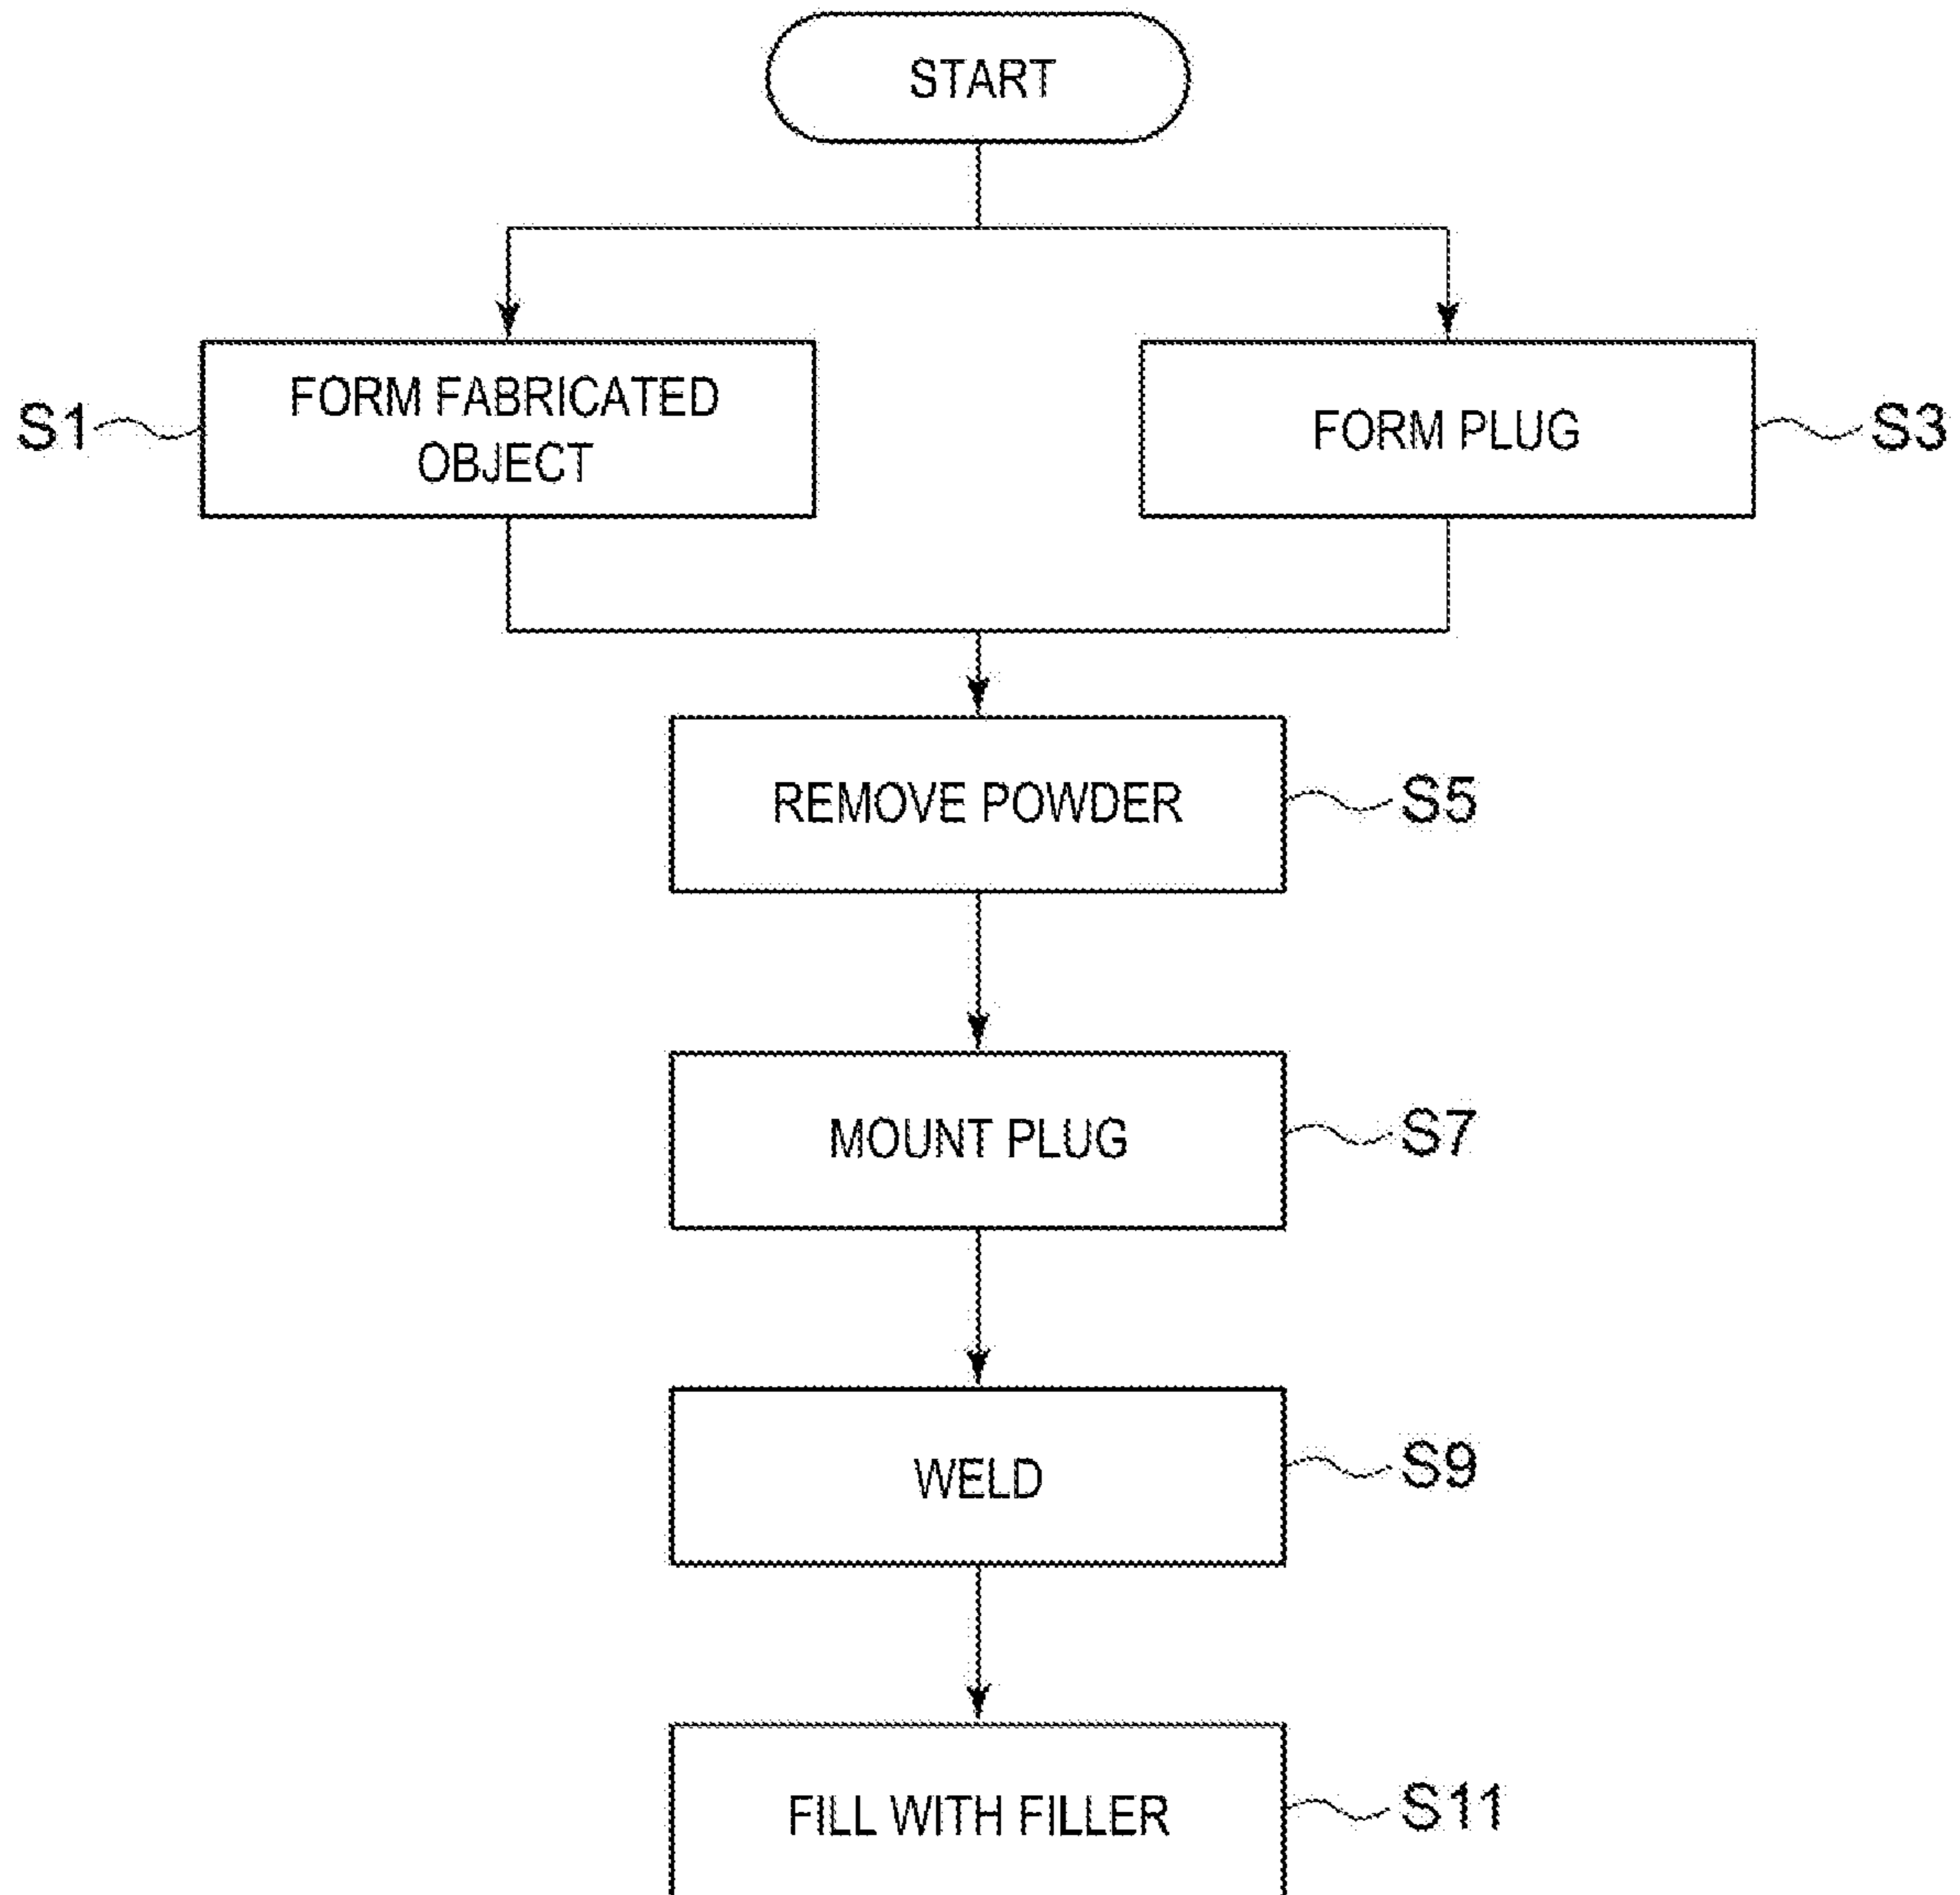 START
S1
FORM FABRICATED
OBJECT
FORM PLUG
S3
REMOVE POWDER
S5
MOUNT PLUG
S7
WELD
S9
FILL WITH FILLER
S11